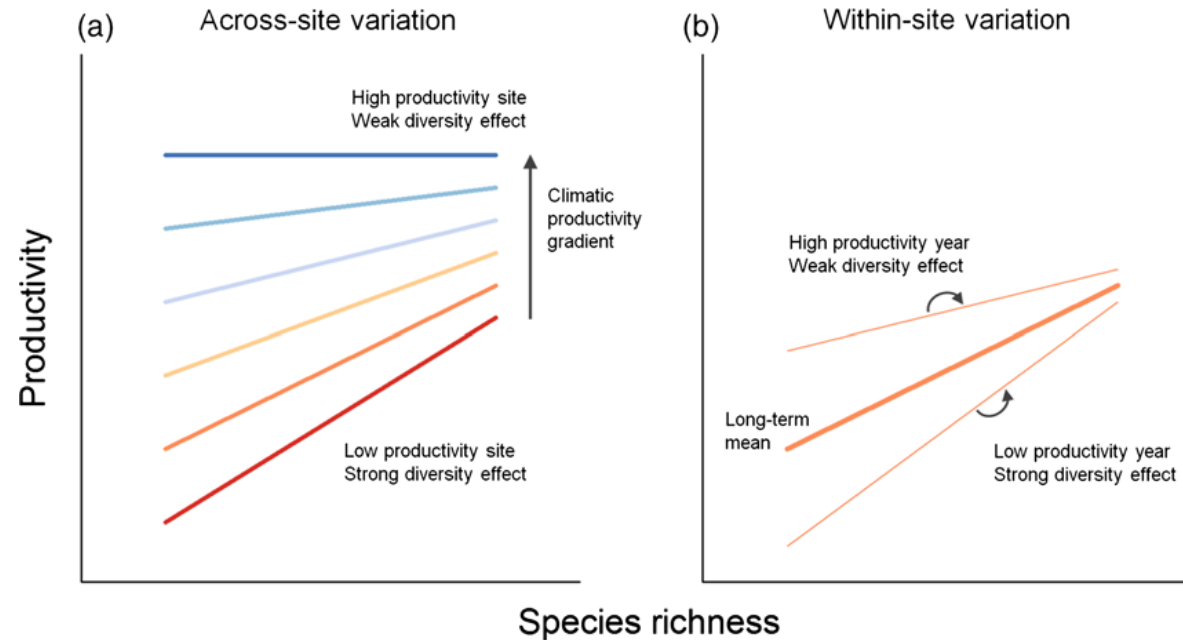 (a)
Across-site variation
High productivity site
Weak diversity effect
Climatic
productivity
gradient
Low productivity site
Strong diversity effect
Productivity
(b)
Within-site variation
High productivity year
Weak diversity effect
Long-term
mean
Low productivity year
Strong diversity effect
Species richness